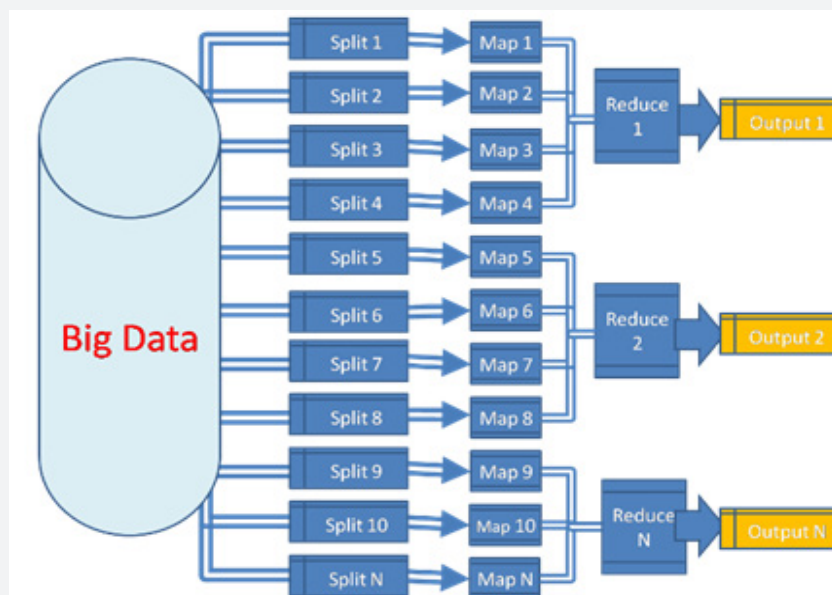 Big Data
Split 1
Map 1
Split 2
Map 2
Split 3
Map 3
Split 4
Map 4
Reduce
1
Output 1
Split 5
Map 5
Split 6
Map 6
Split 7
Map 7
Split 8
Map 8
Reduce
2
Output 2
Split 9
Map 9
Split 10
Map 10
Split N
Map N
Reduce
N
Output N